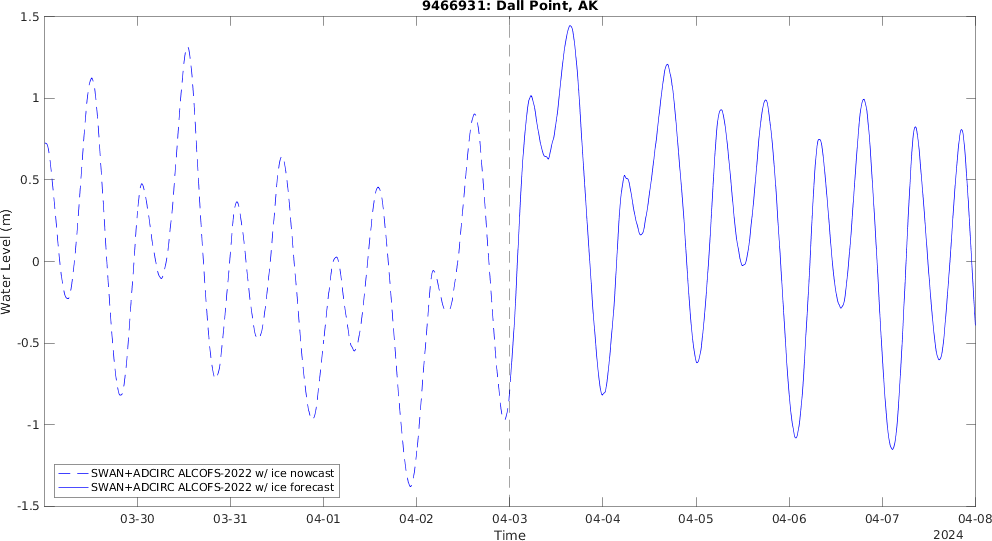 9466931: Dall Point, AK
1.5
1
0.5
0
-0.5
-1
-1.5
Water Level (m)
SWAN+ADCIRC ALCOFS-2022 w/ ice nowcast
SWAN+ADCIRC ALCOFS-2022 w/ ice forecast
03-30 03-31 04-01 04-02 04-03 04-04 04-05 04-06 04-07 04-08
Time
2024